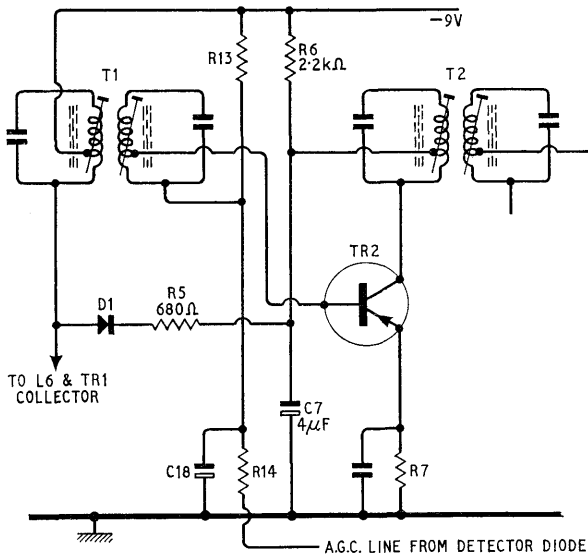 −9V
R13
R6
2·2kΩ
T1
T2
TR2
D1
R5
680Ω
TO L6 & TR1
COLLECTOR
C7
4μF
C18
R14
R7
A.G.C. LINE FROM DETECTOR DIODE